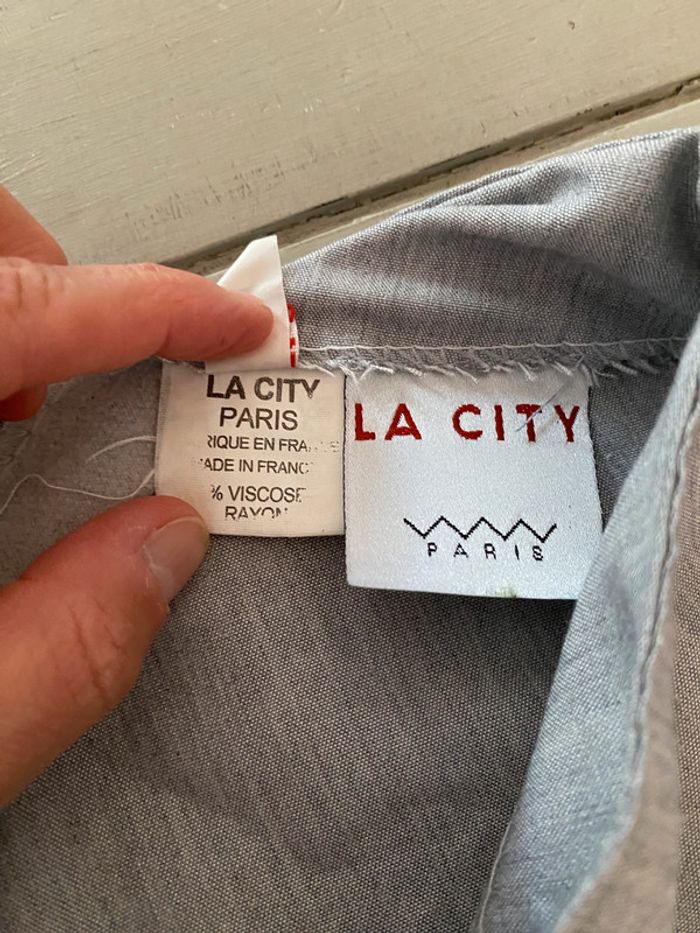 LA CITY
PARIS
RIQUE EN FRA
ADE IN FRANC
% VISCOSE
RAYON
LA CITY
PARIS